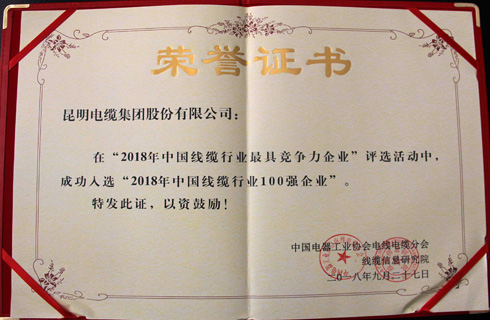 荣誉证书
昆明电缆集团股份有限公司：
在“2018年中国线缆行业最具竞争力企业”评选活动中，
成功入选“2018年中国线缆行业100强企业”。
特发此证，以资鼓励！
中国电器工业协会电线电缆分会
线缆信息研究院
二〇一八年九月二十七日